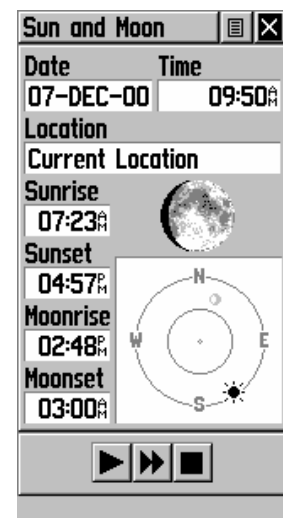 Sun and Moon
Date Time
07-DEC-00 09:50AM
Location
Current Location
Sunrise
07:23AM
Sunset
04:57PM
Moonrise
02:48PM
Moonset
03:00AM
N
W E
S